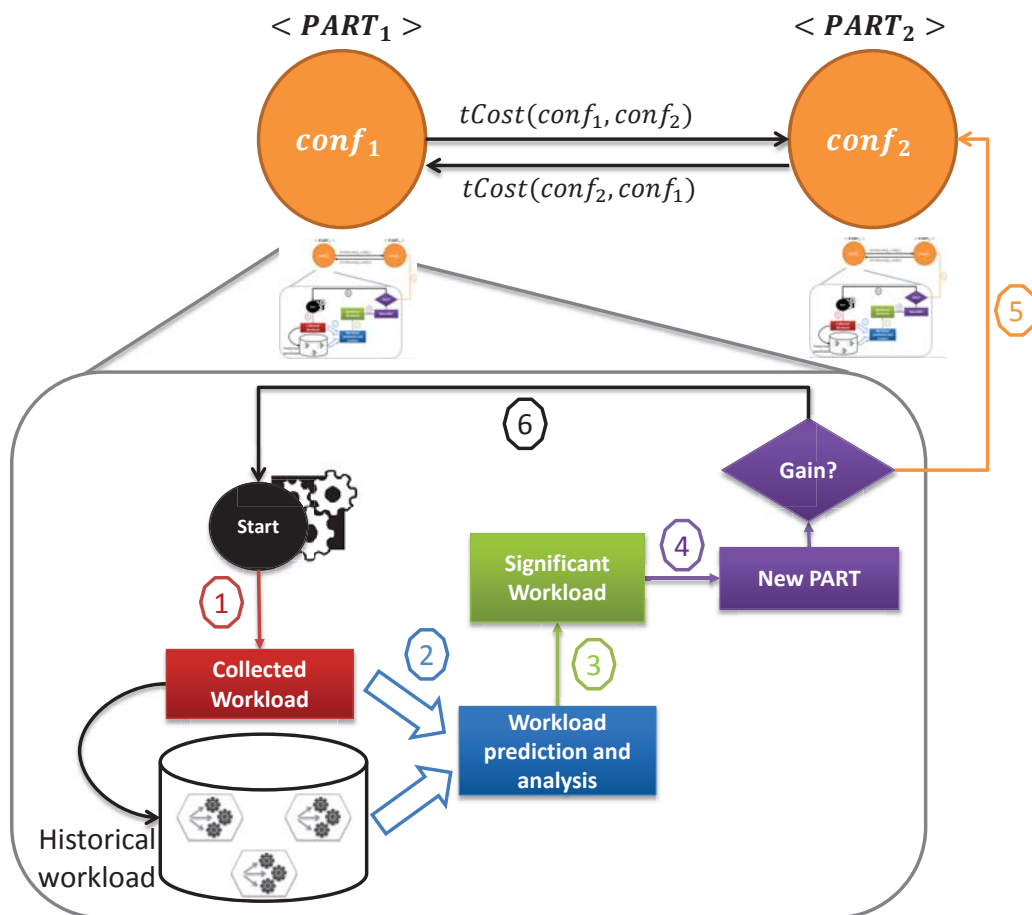 < PART₁ >
< PART₂ >
conf₁
tCost(conf₁, conf₂)
tCost(conf₂, conf₁)
conf₂
5
6
Gain?
Start
1
Significant
Workload
4
New PART
Collected
Workload
2
3
Workload
prediction and
analysis
Historical
workload